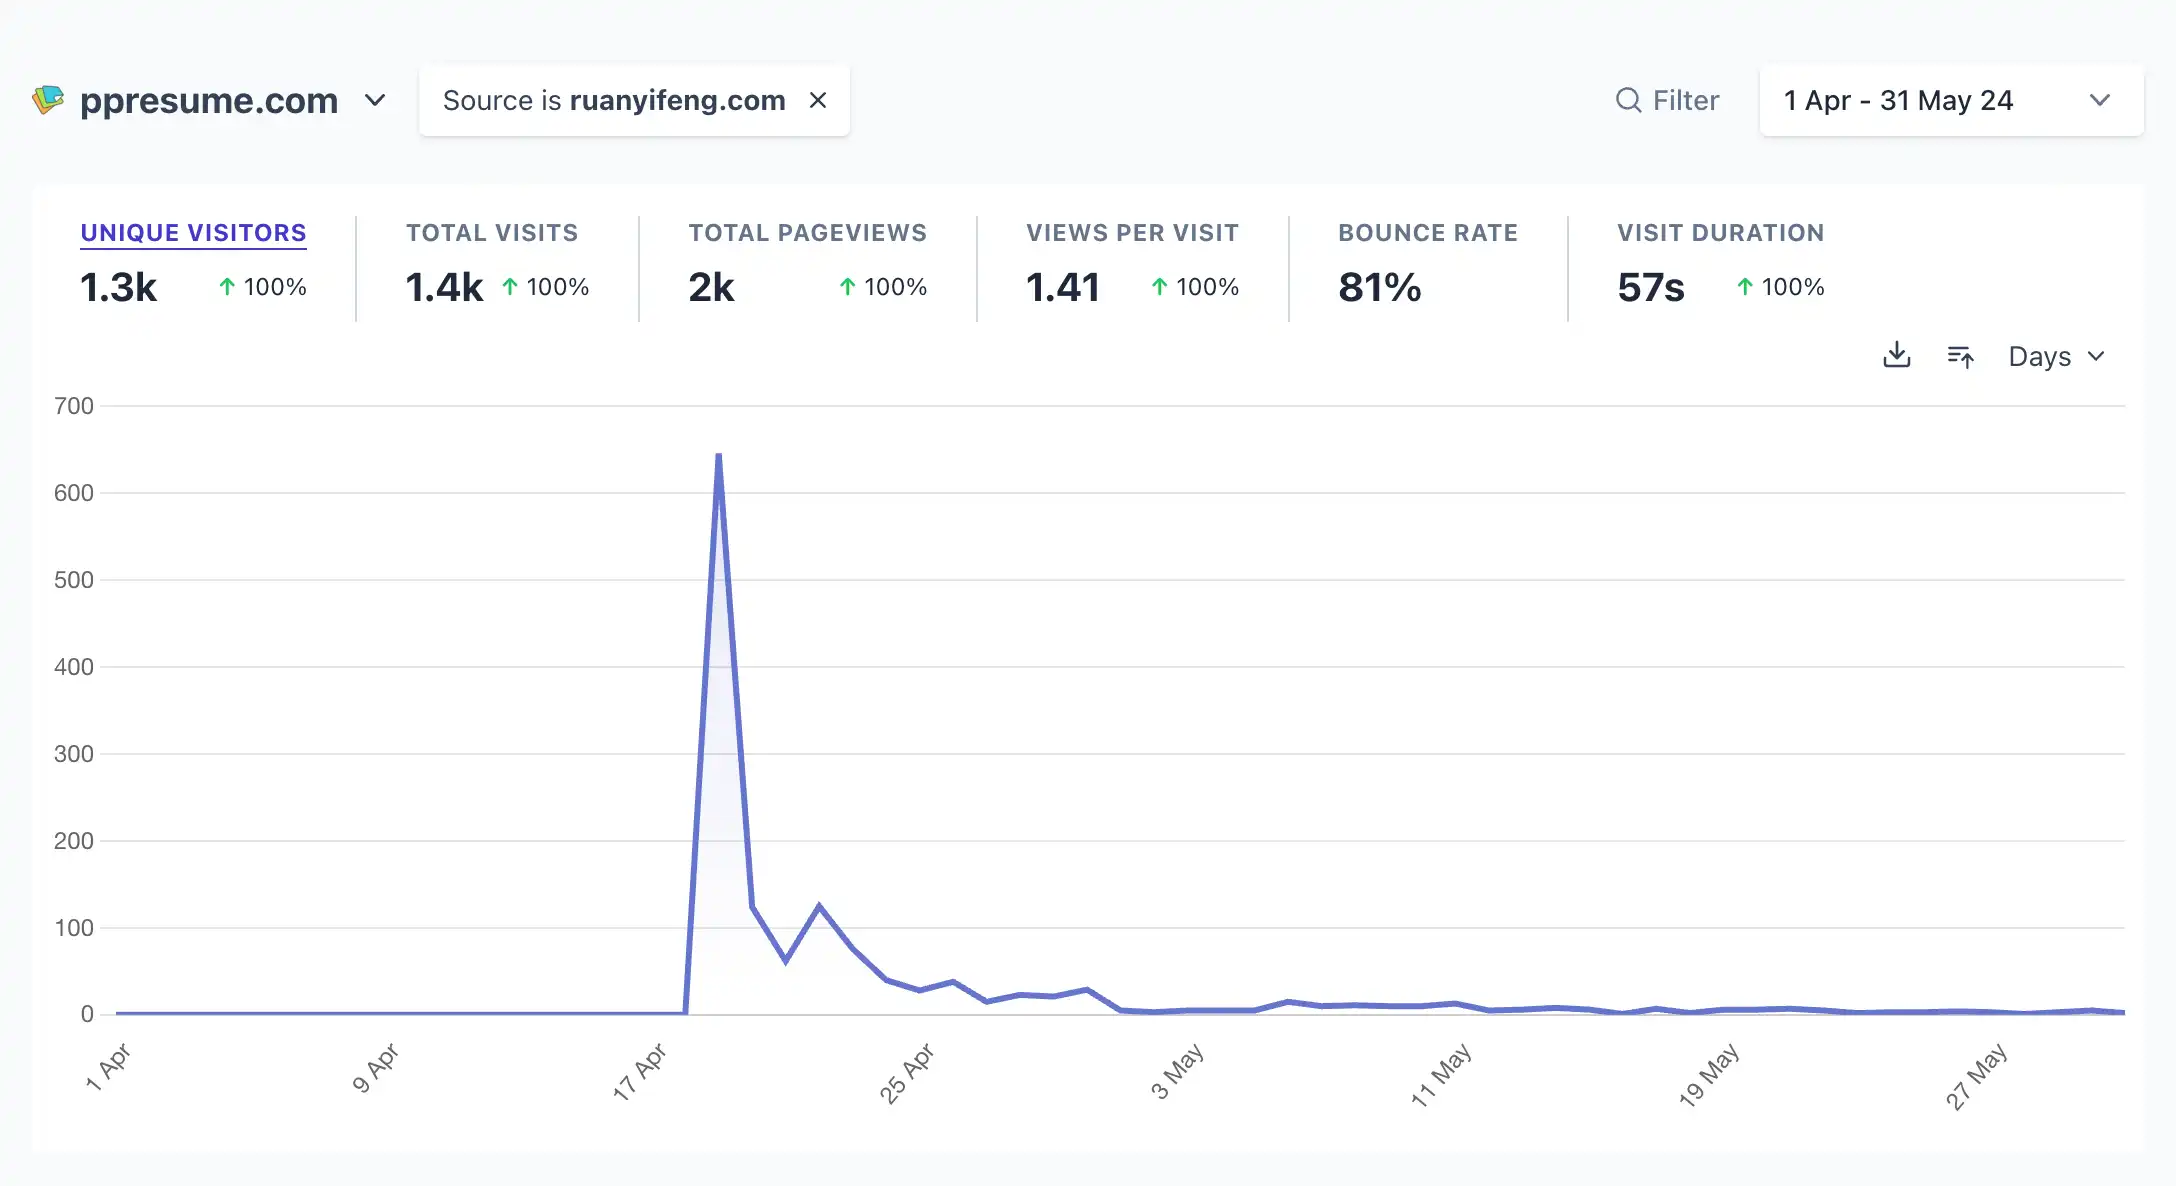 ppresume.com
Source is ruanyifeng.com
Filter
1 Apr - 31 May 24
UNIQUE VISITORS
1.3k 100%
TOTAL VISITS
1.4k 100%
TOTAL PAGEVIEWS
2k 100%
VIEWS PER VISIT
1.41 100%
BOUNCE RATE
81%
VISIT DURATION
57s 100%
Days
700
600
500
400
300
200
100
0
1 Apr
9 Apr
17 Apr
25 Apr
3 May
11 May
19 May
27 May